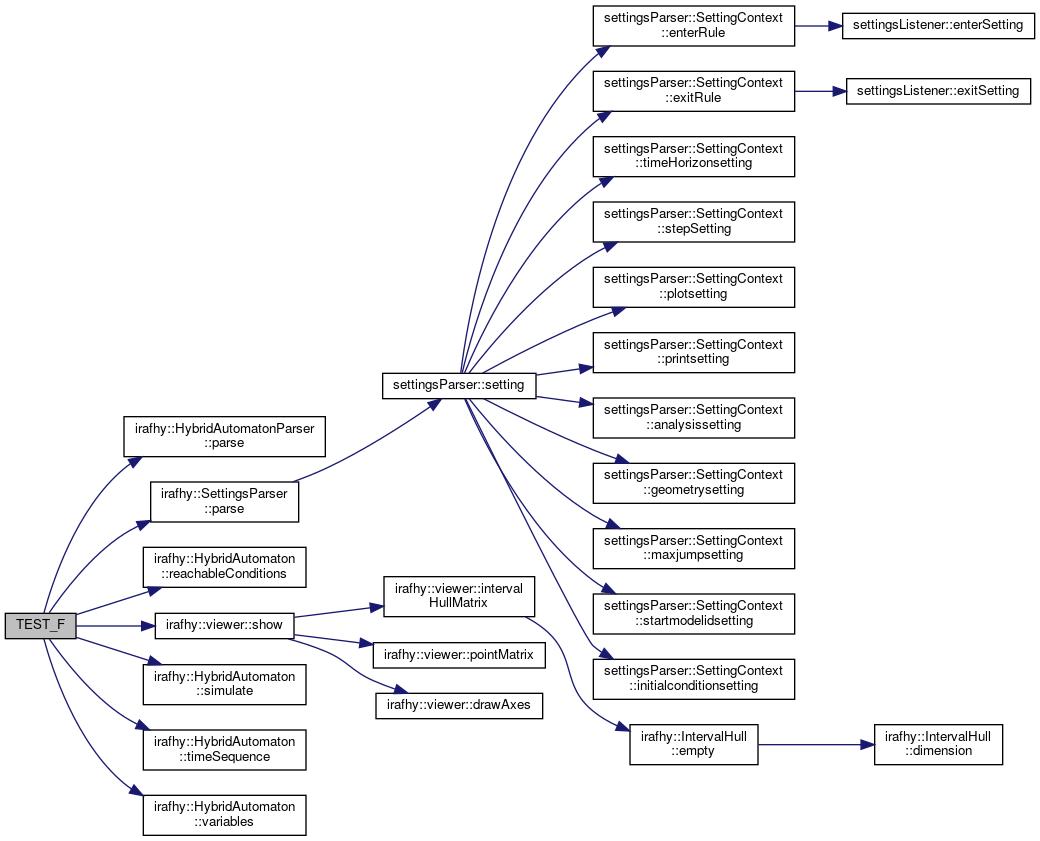 settingsParser::SettingContext
::enterRule
settingsListener::enterSetting
settingsParser::SettingContext
::exitRule
settingsListener::exitSetting
settingsParser::SettingContext
::timeHorizonsetting
settingsParser::SettingContext
::stepSetting
settingsParser::SettingContext
::plotsetting
settingsParser::SettingContext
::printsetting
settingsParser::setting
settingsParser::SettingContext
::analysissetting
irafhy::HybridAutomatonParser
::parse
settingsParser::SettingContext
::geometrysetting
irafhy::SettingsParser
::parse
settingsParser::SettingContext
::maxjumpsetting
irafhy::HybridAutomaton
::reachableConditions
irafhy::viewer::interval
HullMatrix
settingsParser::SettingContext
::startmodelidsetting
TEST_F
irafhy::viewer::show
irafhy::viewer::pointMatrix
settingsParser::SettingContext
::initialconditionsetting
irafhy::HybridAutomaton
::simulate
irafhy::viewer::drawAxes
irafhy::HybridAutomaton
::timeSequence
irafhy::IntervalHull
::empty
irafhy::IntervalHull
::dimension
irafhy::HybridAutomaton
::variables